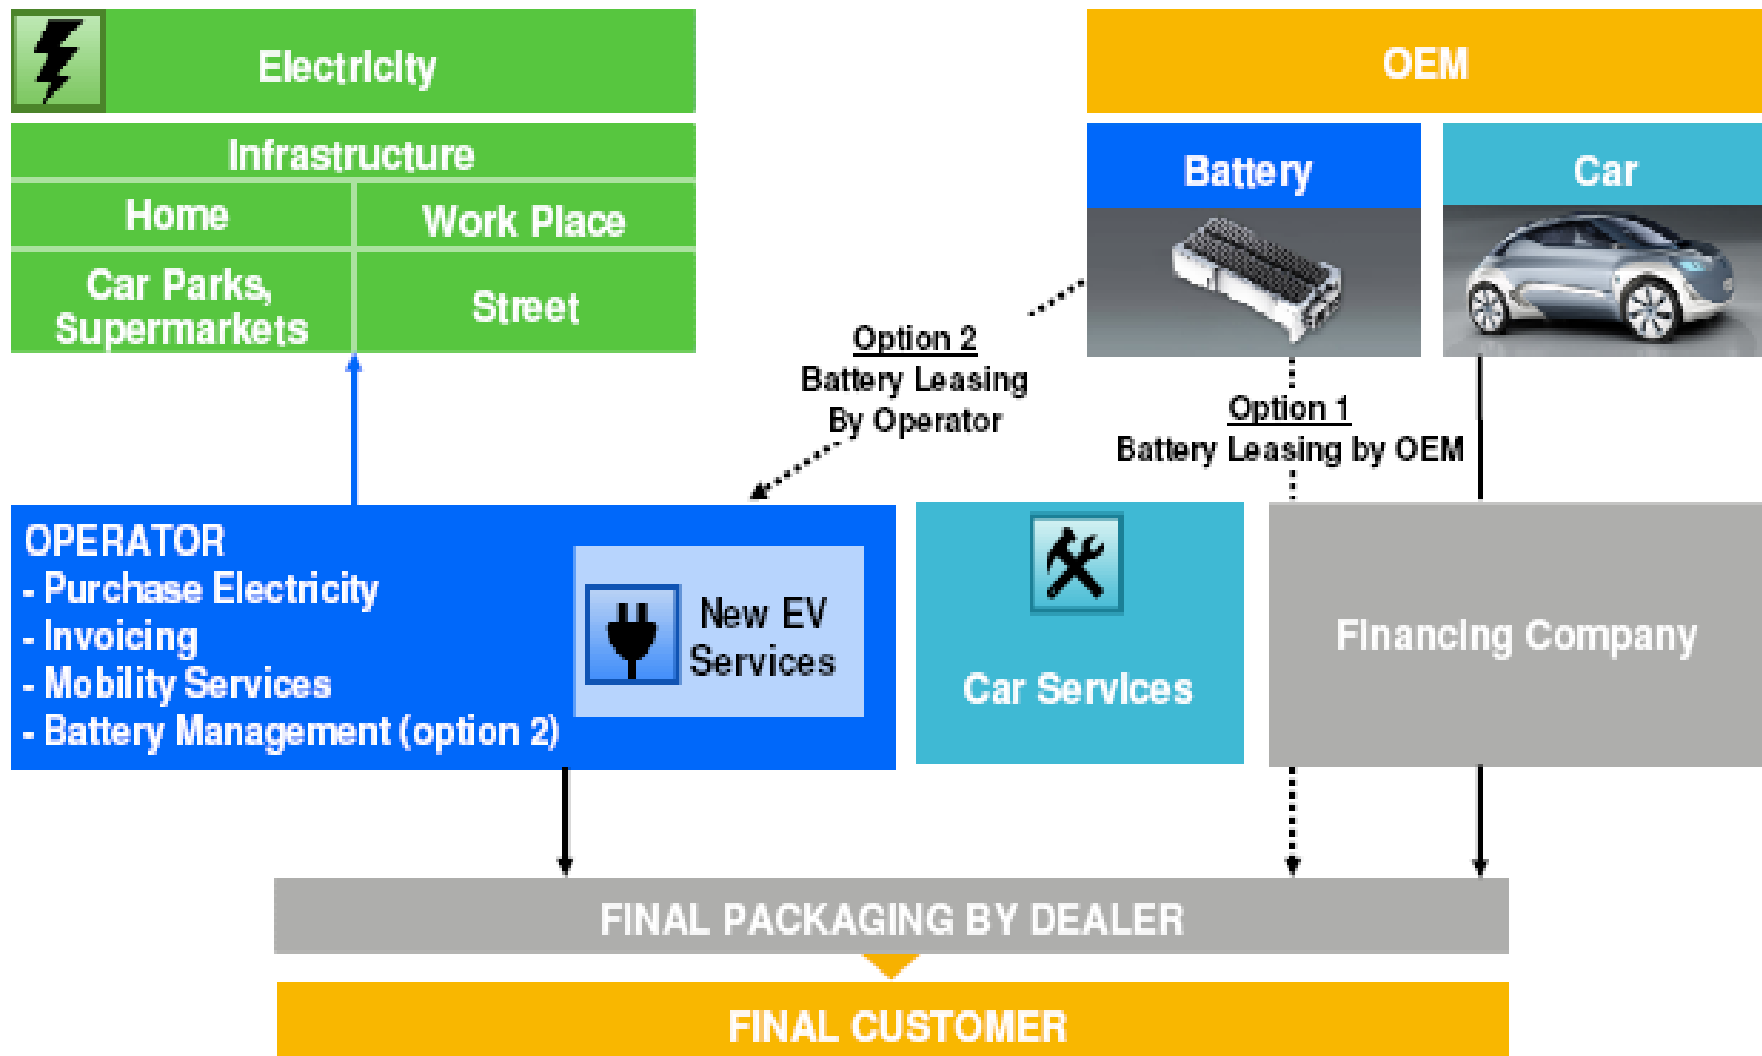 Electricity
Infrastructure
Home
Work Place
Car Parks,
Supermarkets
Street
OEM
Battery
Car
Option 2
Battery Leasing
By Operator
Option 1
Battery Leasing by OEM
OPERATOR
- Purchase Electricity
- Invoicing
- Mobility Services
- Battery Management (option 2)
New EV
Services
Car Services
Financing Company
FINAL PACKAGING BY DEALER
FINAL CUSTOMER